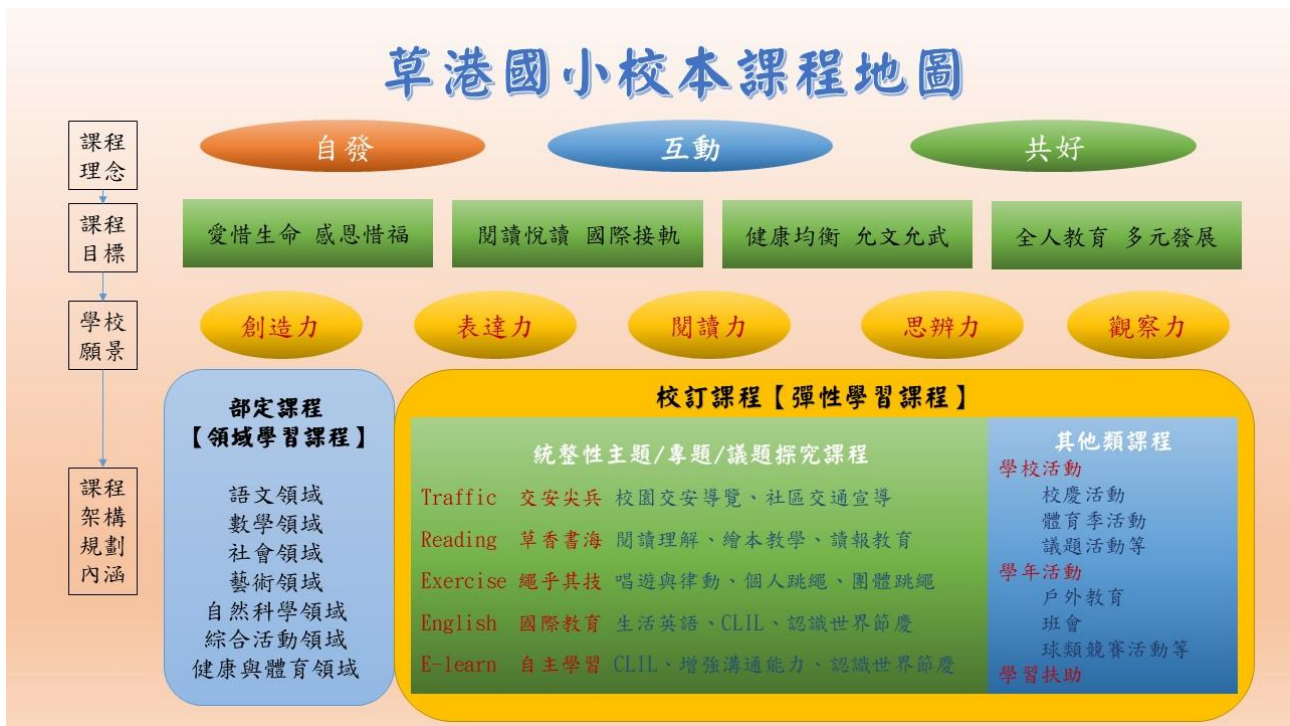 草港國小校本課程地圖
課程
理念
自發
互動
共好
課程
目標
愛惜生命 感恩惜福
閱讀悅讀 國際接軌
健康均衡 允文允武
全人教育 多元發展
學校
願景
創造力
表達力
閱讀力
思辨力
觀察力
課程
架構
規劃
內涵
部定課程
【領域學習課程】
語文領域
數學領域
社會領域
藝術領域
自然科學領域
綜合活動領域
健康與體育領域
校訂課程【彈性學習課程】
統整性主題/專題/議題探究課程
Traffic 交安尖兵 校園交安導覽、社區交通宣導
Reading 草香書海 閱讀理解、繪本教學、讀報教育
Exercise 繩乎其技 唱遊與律動、個人跳繩、團體跳繩
English 國際教育 生活英語、CLIL、認識世界節慶
E-learn 自主學習 CLIL、增強溝通能力、認識世界節慶
其他類課程
學校活動
校慶活動
體育季活動
議題活動等
學年活動
戶外教育
班會
球類競賽活動等
學習扶助